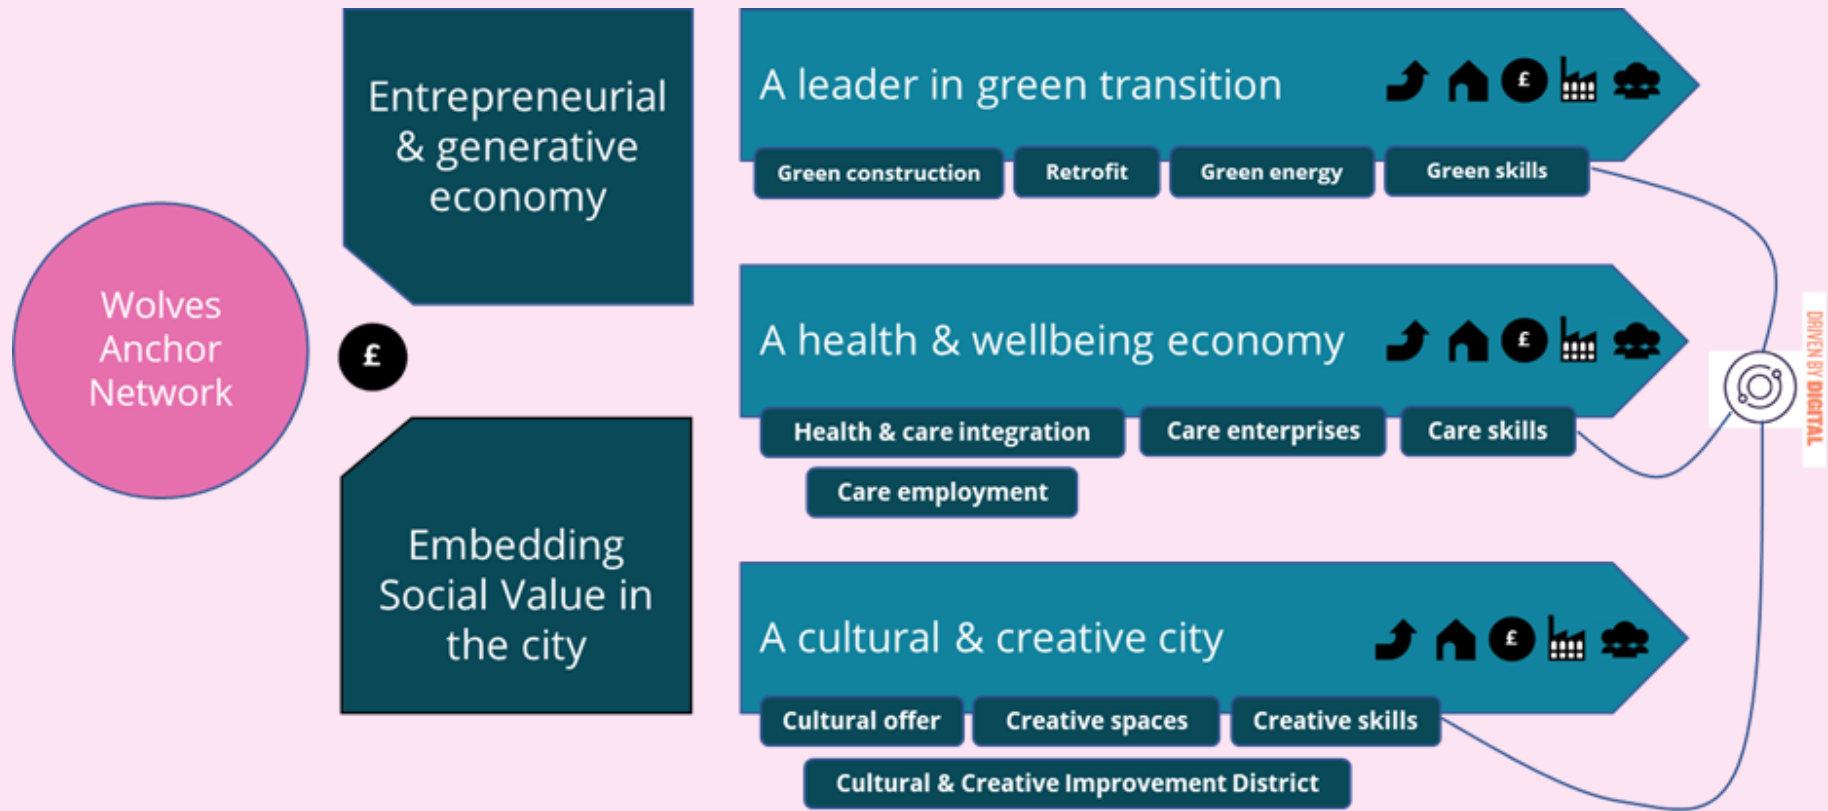 Wolves
Anchor
Network
£
Entrepreneurial
& generative
economy
Embedding
Social Value in
the city
A leader in green transition
£
Green construction
Retrofit
Green energy
Green skills
A health & wellbeing economy
£
Health & care integration
Care enterprises
Care skills
Care employment
A cultural & creative city
£
Cultural offer
Creative spaces
Creative skills
Cultural & Creative Improvement District
DRIVEN BY DIGITAL